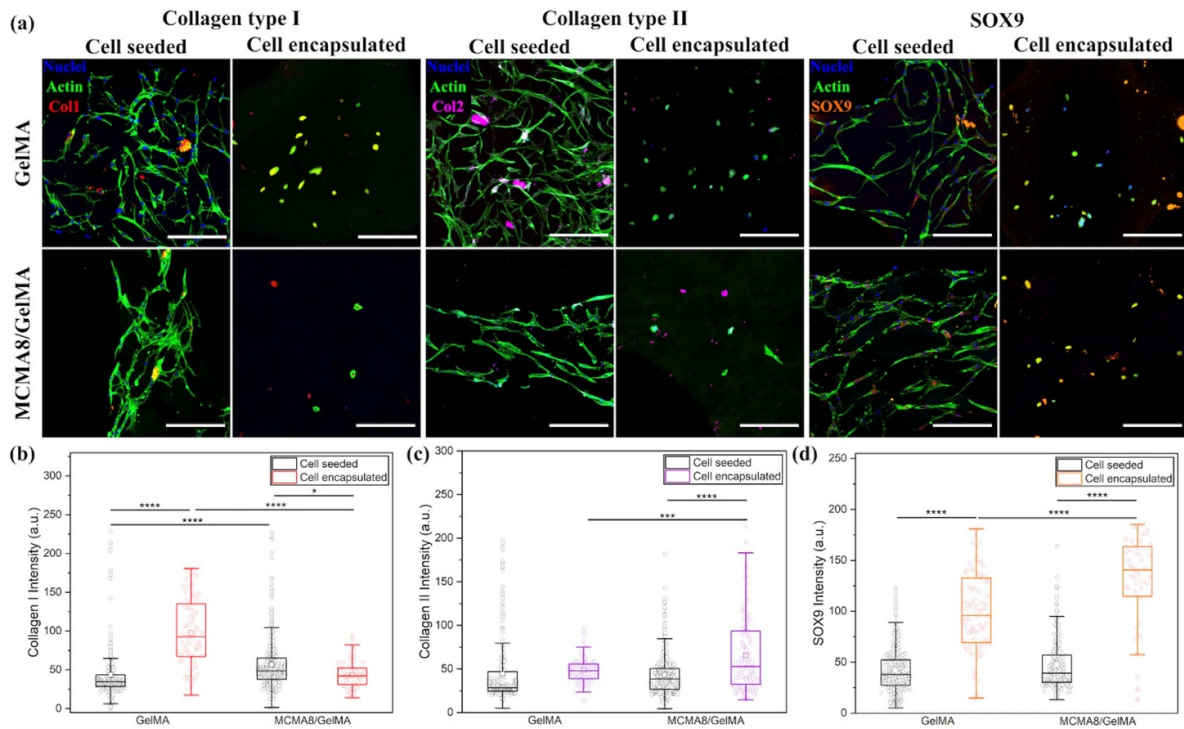 (a)
Collagen type I
Collagen type II
SOX9
Cell seeded
Cell encapsulated
Cell seeded
Cell encapsulated
Cell seeded
Cell encapsulated
GelMA
Nuclei
Actin
Col1
Nuclei
Actin
Col2
Nuclei
Actin
SOX9
MCMA8/GelMA
(b)
Collagen I Intensity (a.u.)
300
250
200
150
100
50
0
Cell seeded
Cell encapsulated
****
*
****
****
GelMA
MCMA8/GelMA
(c)
Collagen II Intensity (a.u.)
300
250
200
150
100
50
0
Cell seeded
Cell encapsulated
****
***
GelMA
MCMA8/GelMA
(d)
SOX9 Intensity (a.u.)
250
200
150
100
50
0
Cell seeded
Cell encapsulated
****
****
****
GelMA
MCMA8/GelMA